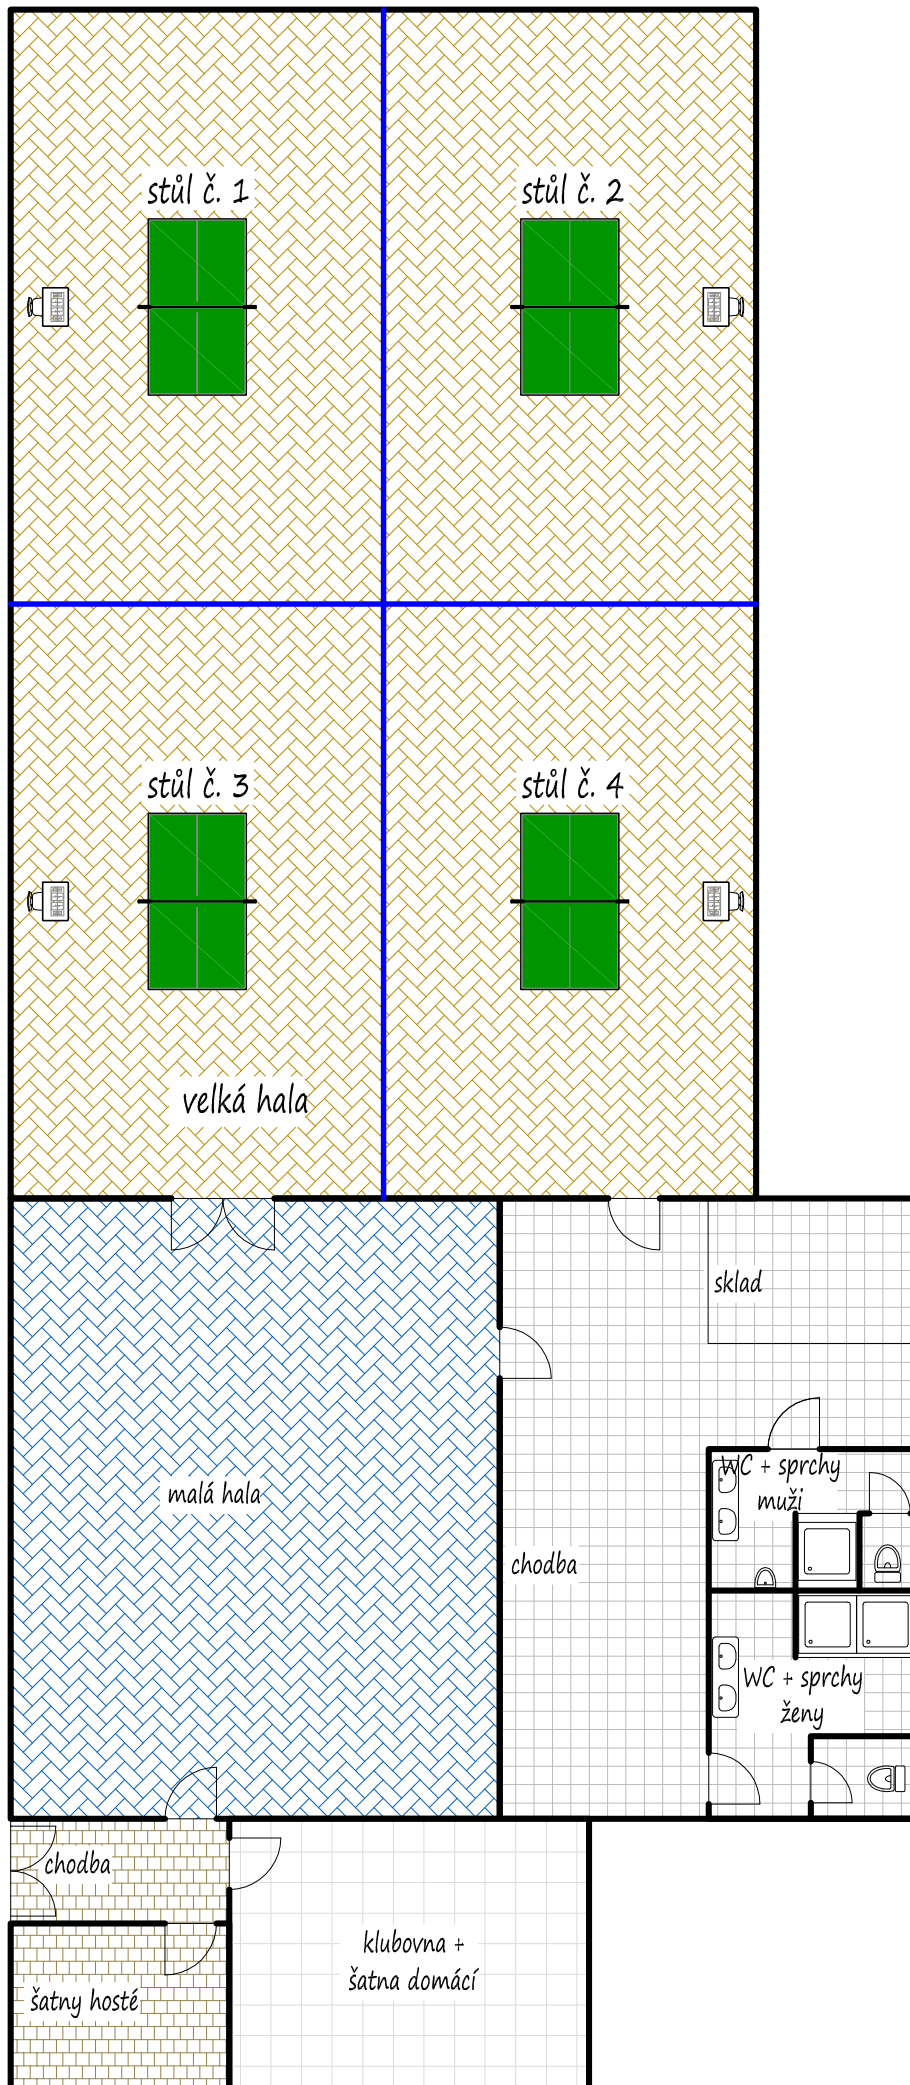 stůl č. 1
stůl č. 2
stůl č. 3
stůl č. 4
velká hala
sklad
malá hala
WC + sprchy
muži
chodba
WC + sprchy
ženy
chodba
klubovna +
šatna domácí
šatny hosté